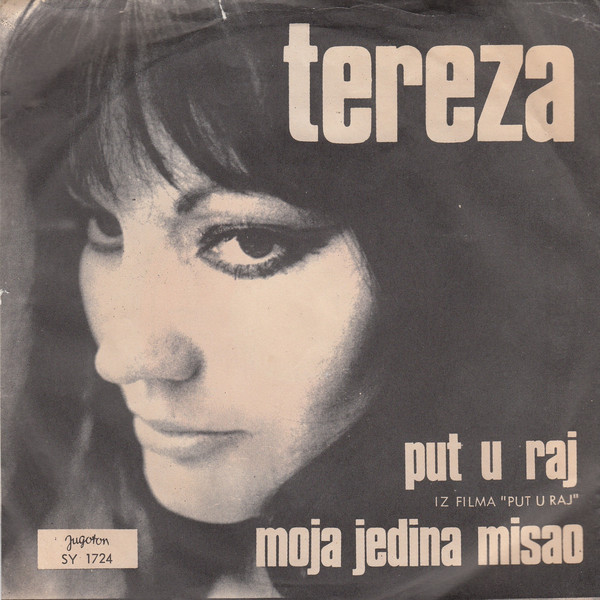 tereza
put u raj
IZ FILMA "PUT U RAJ"
moja jedina misao
Jugoton
SY 1724